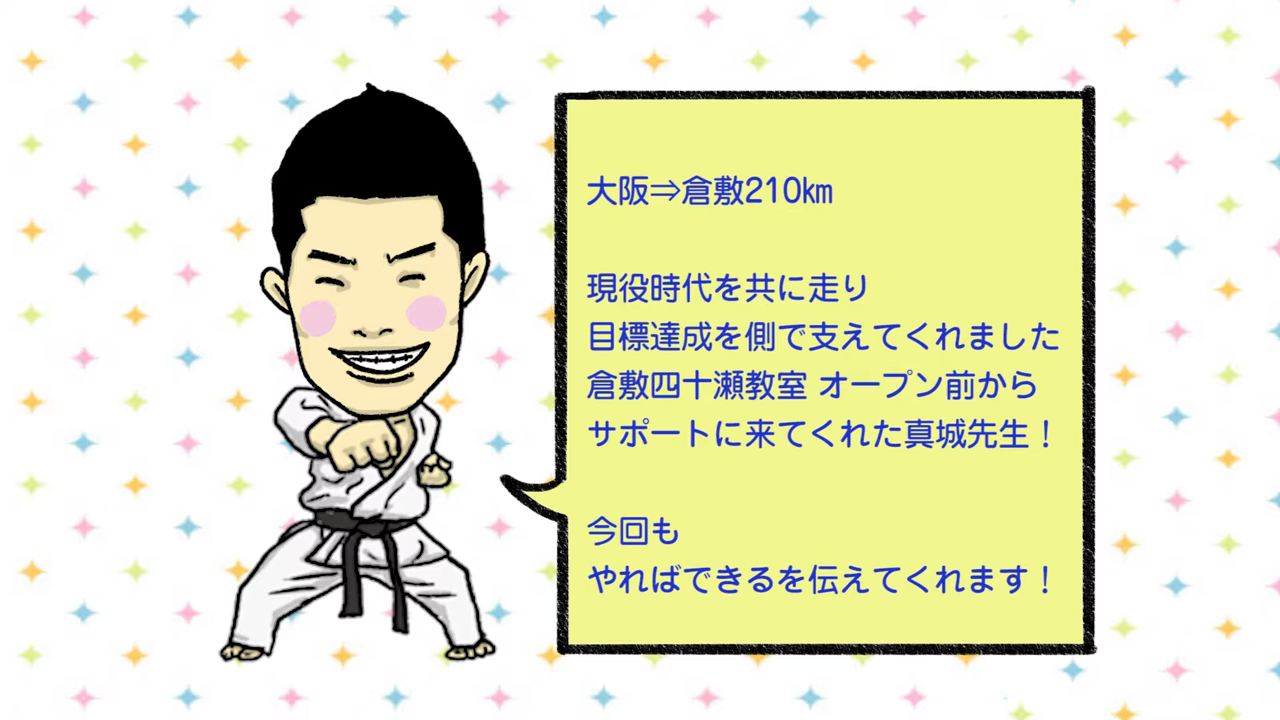 大阪⇒倉敷210km
現役時代を共に走り
目標達成を側で支えてくれました
倉敷四十瀬教室 オープン前から
サポートに来てくれた真城先生！
今回も
やればできるを伝えてくれます！